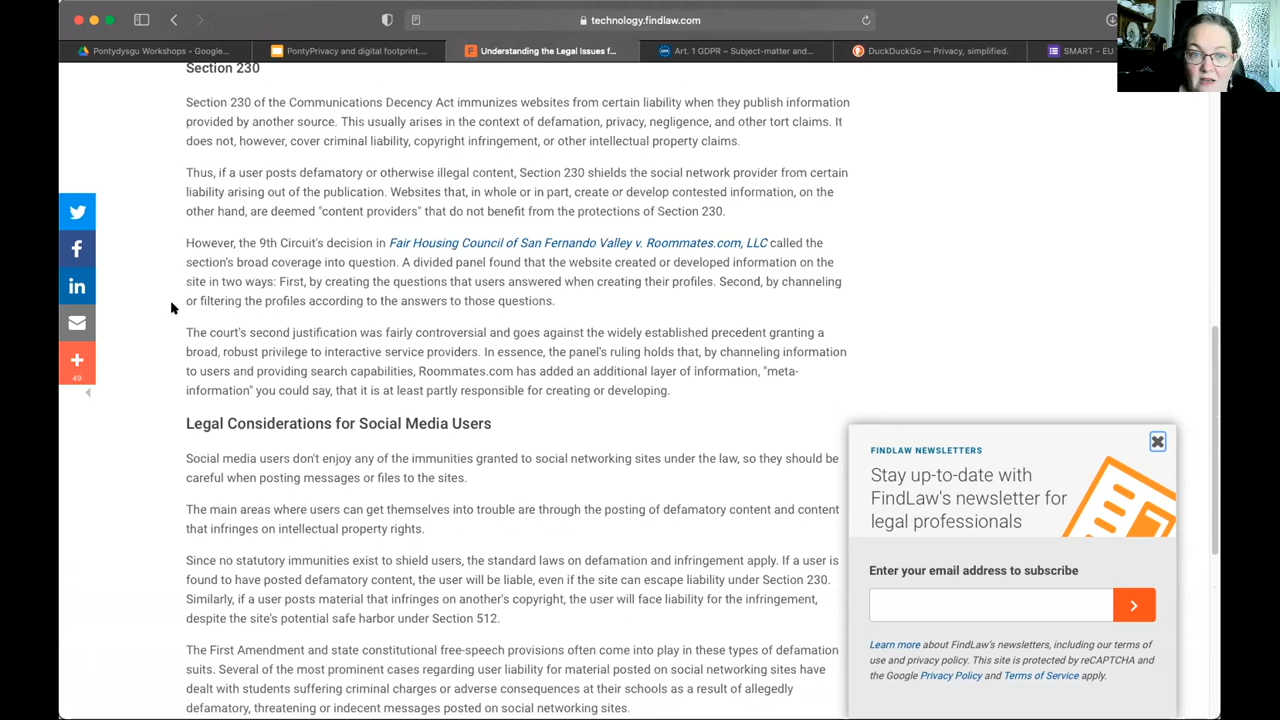 technology.findlaw.com
Pontydysgu Workshops - Google...
PontyPrivacy and digital footprint....
Understanding the Legal Issues f...
Art. 1 GDPR – Subject-matter and...
DuckDuckGo — Privacy, simplified.
SMART - EU
Section 230
Section 230 of the Communications Decency Act immunizes websites from certain liability when they publish information
provided by another source. This usually arises in the context of defamation, privacy, negligence, and other tort claims. It
does not, however, cover criminal liability, copyright infringement, or other intellectual property claims.
Thus, if a user posts defamatory or otherwise illegal content, Section 230 shields the social network provider from certain
liability arising out of the publication. Websites that, in whole or in part, create or develop contested information, on the
other hand, are deemed "content providers" that do not benefit from the protections of Section 230.
However, the 9th Circuit's decision in Fair Housing Council of San Fernando Valley v. Roommates.com, LLC called the
section's broad coverage into question. A divided panel found that the website created or developed information on the
site in two ways: First, by creating the questions that users answered when creating their profiles. Second, by channeling
or filtering the profiles according to the answers to those questions.
The court's second justification was fairly controversial and goes against the widely established precedent granting a
broad, robust privilege to interactive service providers. In essence, the panel's ruling holds that, by channeling information
to users and providing search capabilities, Roommates.com has added an additional layer of information, "meta-
information" you could say, that it is at least partly responsible for creating or developing.
49
Legal Considerations for Social Media Users
Social media users don't enjoy any of the immunities granted to social networking sites under the law, so they should be
careful when posting messages or files to the sites.
The main areas where users can get themselves into trouble are through the posting of defamatory content and content
that infringes on intellectual property rights.
Since no statutory immunities exist to shield users, the standard laws on defamation and infringement apply. If a user is
found to have posted defamatory content, the user will be liable, even if the site can escape liability under Section 230.
Similarly, if a user posts material that infringes on another's copyright, the user will face liability for the infringement,
despite the site's potential safe harbor under Section 512.
The First Amendment and state constitutional free-speech provisions often come into play in these types of defamation
suits. Several of the most prominent cases regarding user liability for material posted on social networking sites have
dealt with students suffering criminal charges or adverse consequences at their schools as a result of allegedly
defamatory, threatening or indecent messages posted on social networking sites.
FINDLAW NEWSLETTERS
Stay up-to-date with
FindLaw's newsletter for
legal professionals
Enter your email address to subscribe
Learn more about FindLaw's newsletters, including our terms of
use and privacy policy. This site is protected by reCAPTCHA and
the Google Privacy Policy and Terms of Service apply.